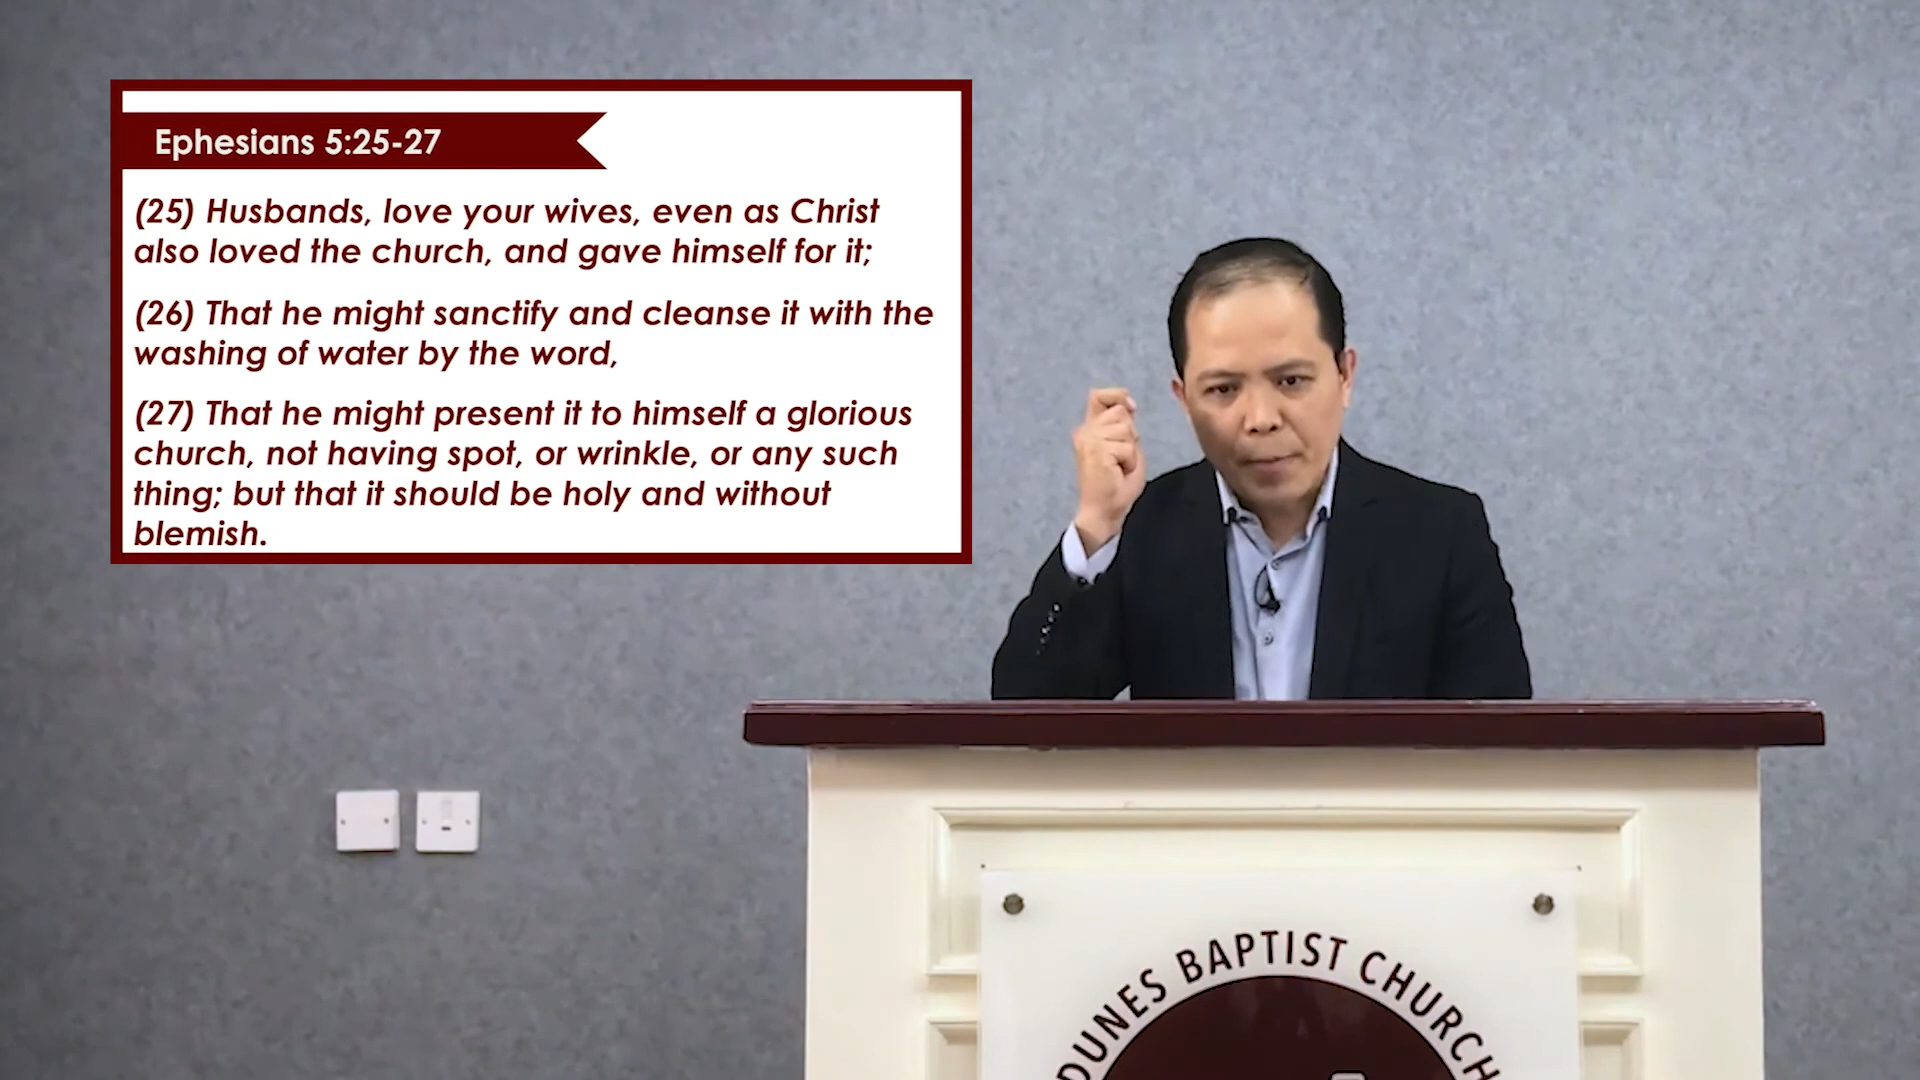 Ephesians 5:25-27
(25) Husbands, love your wives, even as Christ
also loved the church, and gave himself for it;
(26) That he might sanctify and cleanse it with the
washing of water by the word,
(27) That he might present it to himself a glorious
church, not having spot, or wrinkle, or any such
thing; but that it should be holy and without
blemish.
DUNES BAPTIST CHURCH